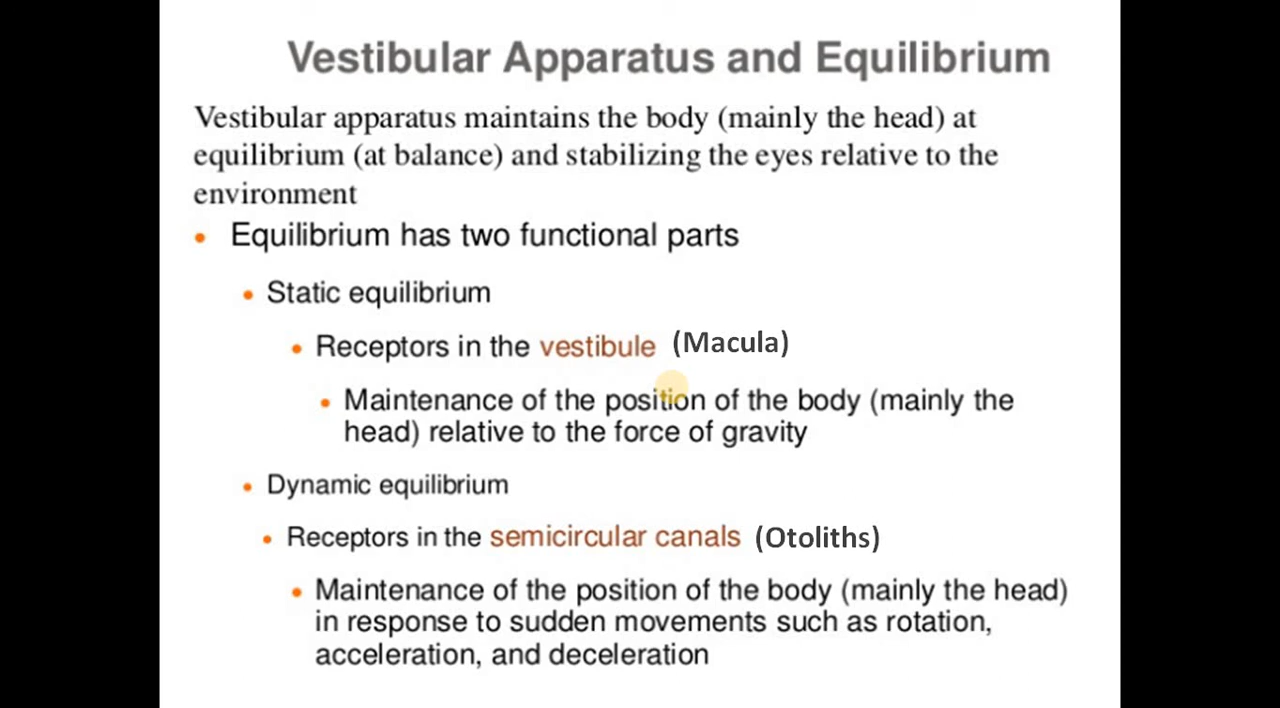 Vestibular Apparatus and Equilibrium
Vestibular apparatus maintains the body (mainly the head) at
equilibrium (at balance) and stabilizing the eyes relative to the
environment
• Equilibrium has two functional parts
• Static equilibrium
• Receptors in the vestibule (Macula)
• Maintenance of the position of the body (mainly the
head) relative to the force of gravity
• Dynamic equilibrium
• Receptors in the semicircular canals (Otoliths)
• Maintenance of the position of the body (mainly the head)
in response to sudden movements such as rotation,
acceleration, and deceleration